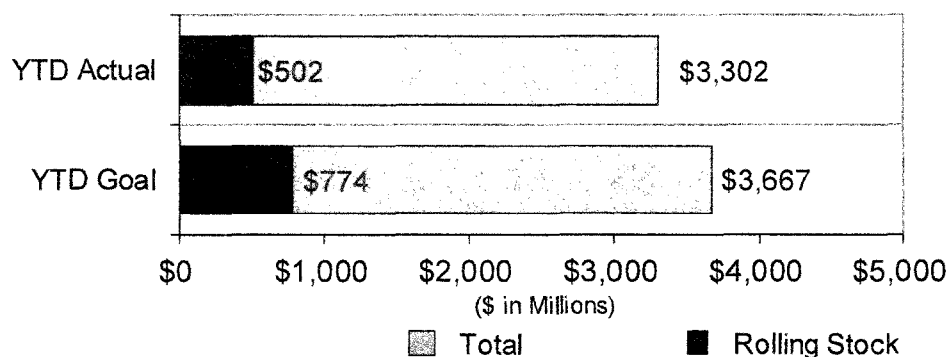 YTD Actual $502 $3,302
YTD Goal $774 $3,667
$0 $1,000 $2,000 $3,000 $4,000 $5,000
($ in Millions)
Total Rolling Stock